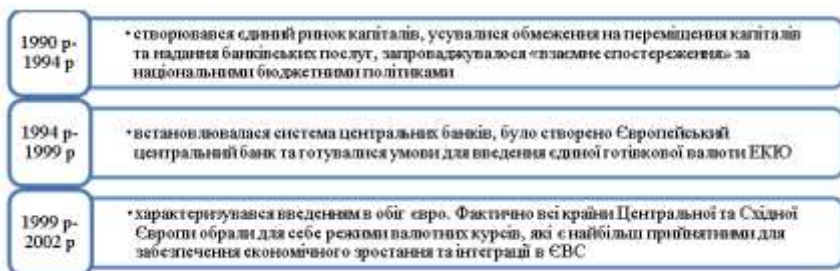 1990 р-
1994 р
•створювався єдиний ринок капіталів, усувалися обмеження на переміщення капіталів
та надання банківських послуг, запроваджувалося «взаємне спостереження» за
національними бюджетними політиками
1994 р-
1999 р
•встановлювалася система центральних банків, було створено Європейський
центральний банк та готувалися умови для введення єдиної готівкової валюти ЕКЮ
1999 р-
2002 р
•характеризувався введенням в обіг євро. Фактично всі країни Центральної та Східної
Європи обрали для себе режими валютних курсів, які є найбільш прийнятними для
забезпечення економічного зростання та інтеграції в ЄВС